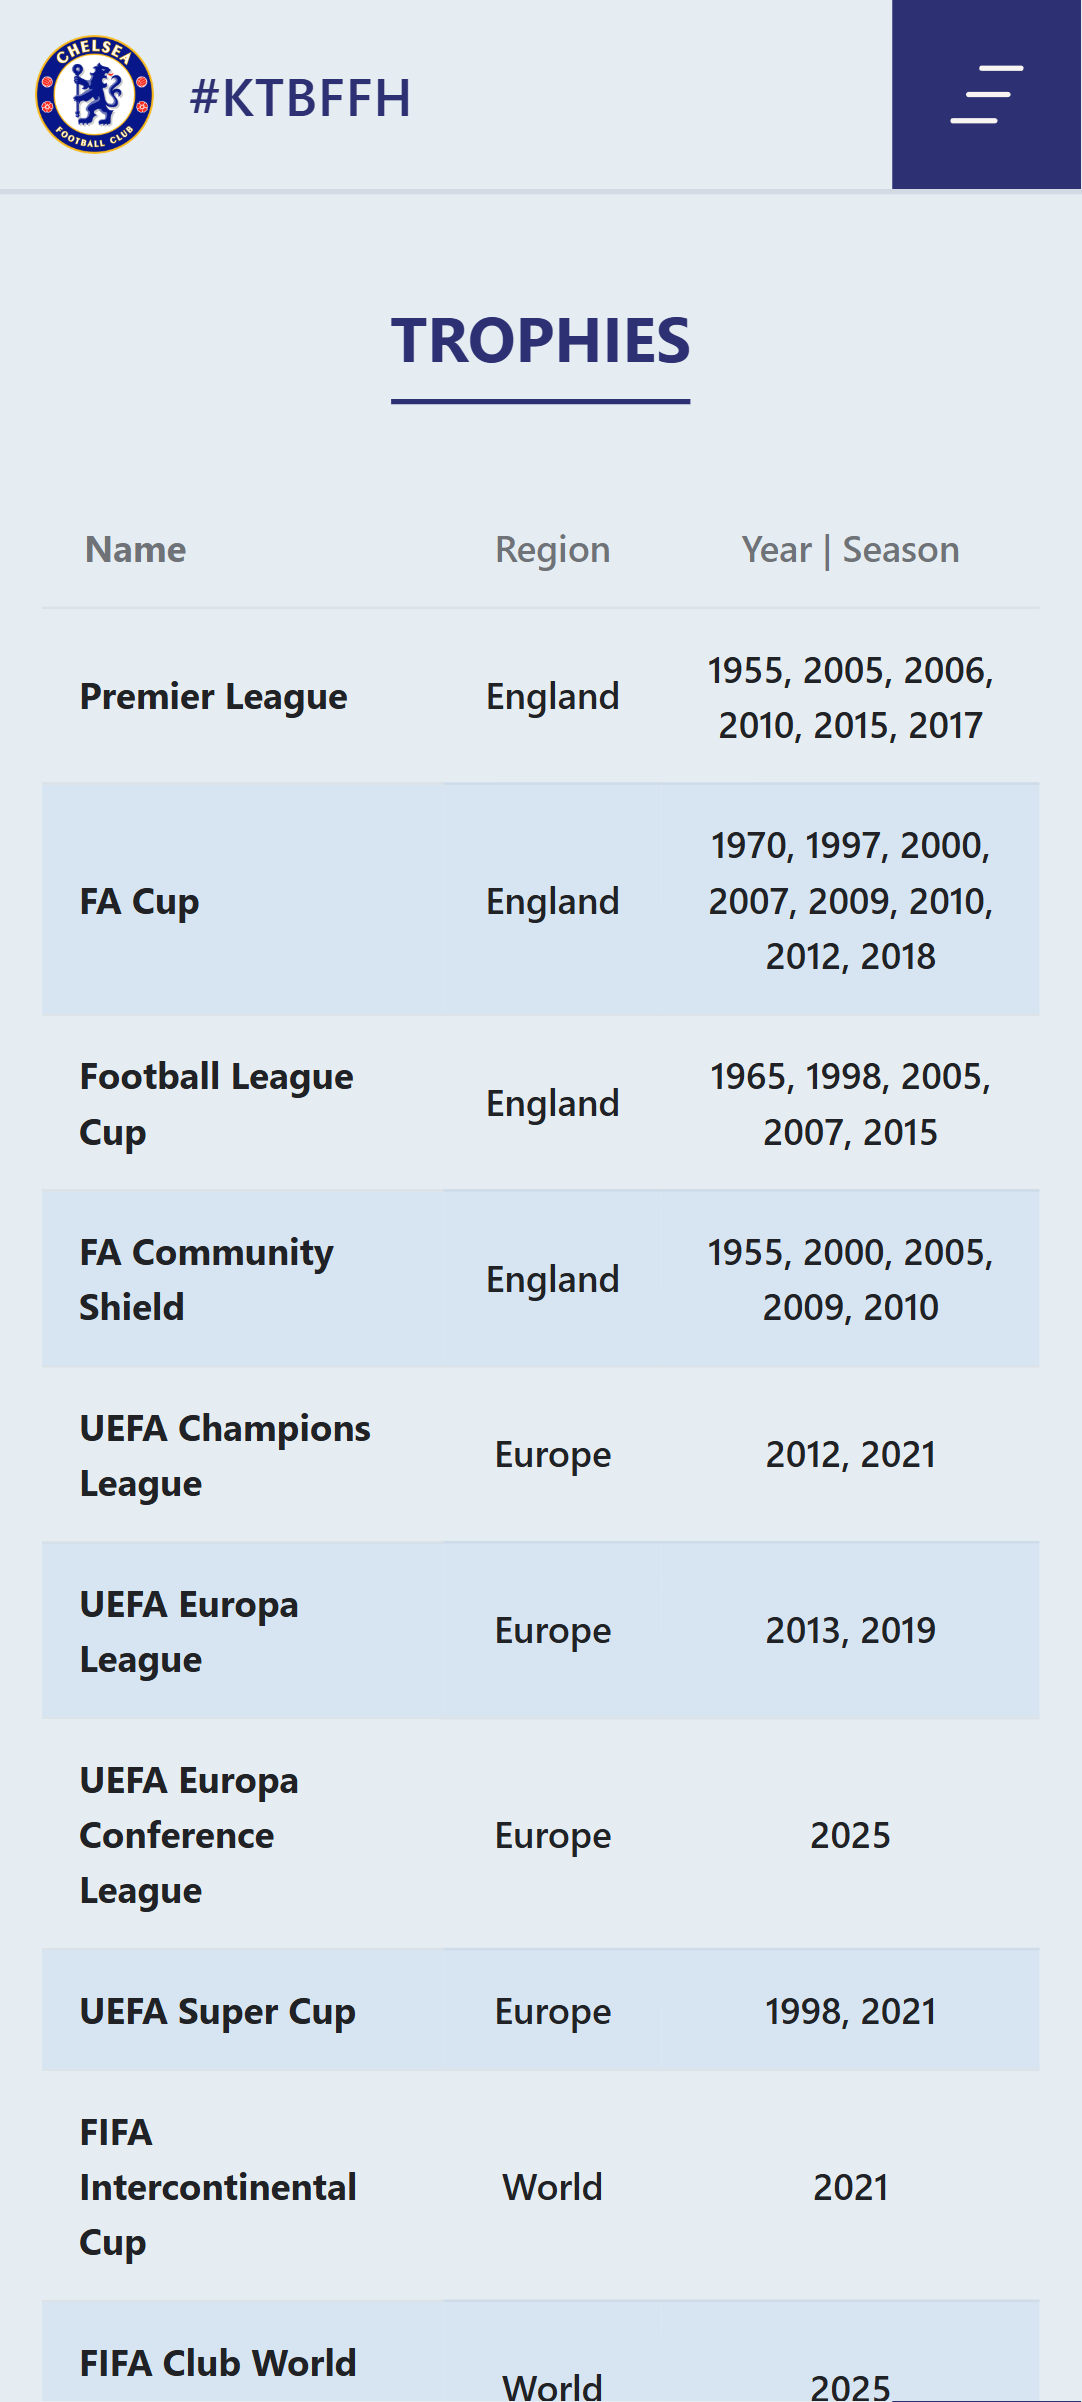 CHELSEA
FOOTBALL CLUB
#KTBFFH
TROPHIES
Name Region Year | Season
Premier League England 1955, 2005, 2006,
2010, 2015, 2017
FA Cup England 1970, 1997, 2000,
2007, 2009, 2010,
2012, 2018
Football League
Cup England 1965, 1998, 2005,
2007, 2015
FA Community
Shield England 1955, 2000, 2005,
2009, 2010
UEFA Champions
League Europe 2012, 2021
UEFA Europa
League Europe 2013, 2019
UEFA Europa
Conference
League Europe 2025
UEFA Super Cup Europe 1998, 2021
FIFA
Intercontinental
Cup World 2021
FIFA Club World
World 2025